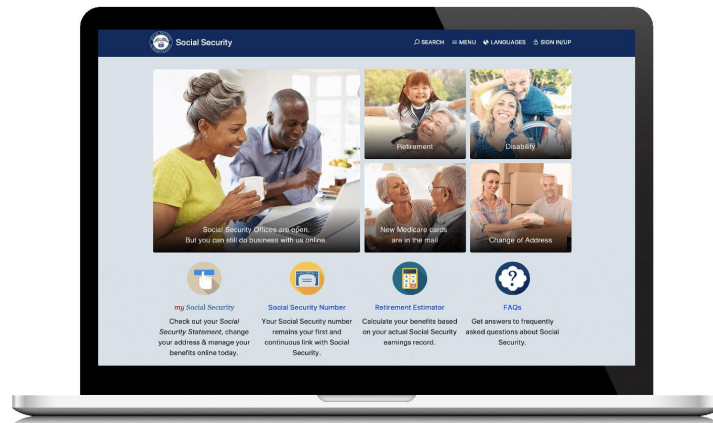 Social Security
SEARCH MENU LANGUAGES SIGN IN/UP
Social Security Offices are open.
But you can still do business with us online.
Retirement
Disability
New Medicare cards
are in the mail
Change of Address
my Social Security
Check out your Social
Security Statement, change
your address & manage your
benefits online today.
Social Security Number
Your Social Security number
remains your first and
continuous link with Social
Security.
Retirement Estimator
Calculate your benefits based
on your actual Social Security
earnings record.
FAQs
Get answers to frequently
asked questions about Social
Security.